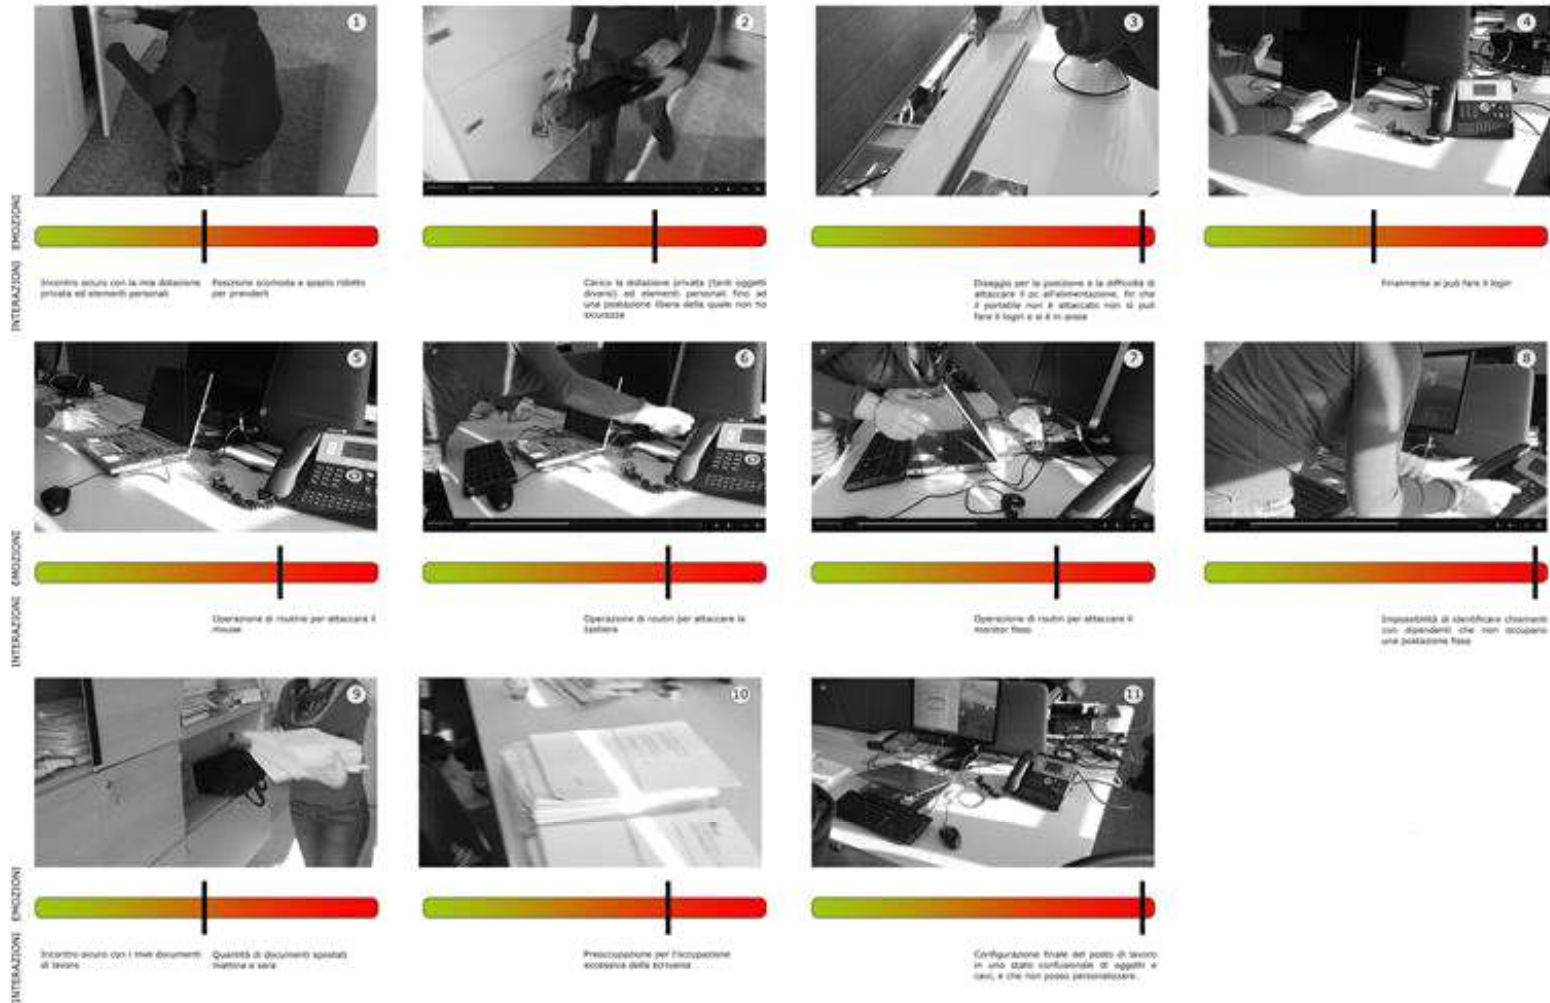 1
2
3
4
EMOZIONI
INTERAZIONI
Incontro sicuro con la mia dotazione
privata ed elementi personali
Posizione scomoda e spazio ridotto
per prenderli
Carico la dotazione privata (tanti oggetti
diversi) ed elementi personali fino ad
una postazione libera della quale non ho
sicurezza
Disagio per la posizione e la difficoltà di
attaccare il pc all'alimentazione, fin che
il portatile non è attaccato non si può
fare il login e si è in ansia
Finalmente si può fare il login
5
6
7
8
EMOZIONI
INTERAZIONI
Operazione di routine per attaccare il
mouse
Operazione di routin per attaccare la
tastiera
Operazione di routin per attaccare il
monitor fisso
Impossibilità di identificare chiamanti
con dipendenti che non occupano
una postazione fissa
9
10
11
EMOZIONI
INTERAZIONI
Incontro sicuro con i miei documenti
di lavoro
Quantità di documenti spostati
mattina e sera
Preoccupazione per l'occupazione
eccessiva della scrivania
Configurazione finale del posto di lavoro
in uno stato confusionale di oggetti e
cavi, e che non posso personalizzare.